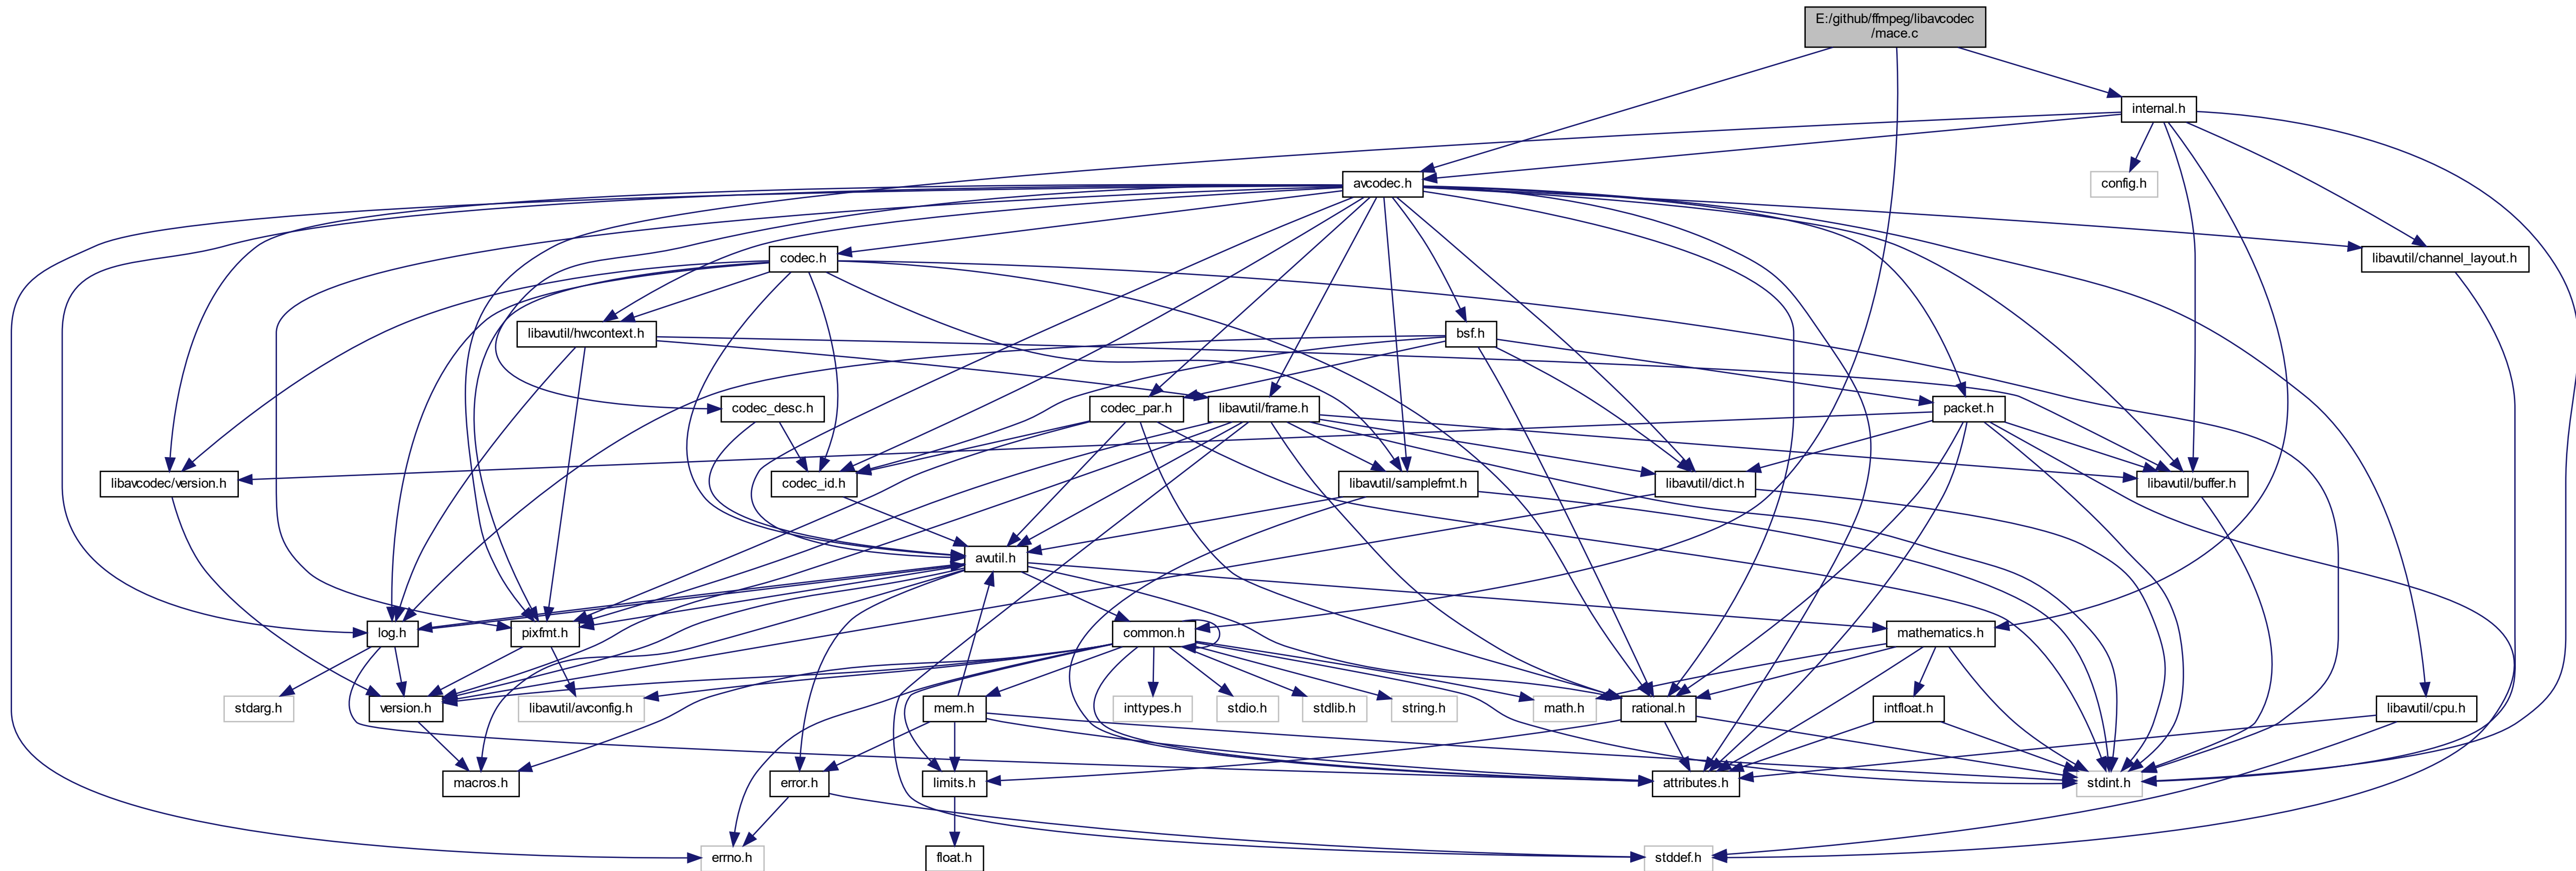 E:/github/ffmpeg/libavcodec
/mace.c
internal.h
avcodec.h
config.h
codec.h
libavutil/channel_layout.h
libavutil/hwcontext.h
bsf.h
codec_desc.h
codec_par.h
libavutil/frame.h
packet.h
libavcodec/version.h
codec_id.h
libavutil/samplefmt.h
libavutil/dict.h
libavutil/buffer.h
avutil.h
log.h
pixfmt.h
common.h
mathematics.h
stdarg.h
version.h
libavutil/avconfig.h
mem.h
inttypes.h
stdio.h
stdlib.h
string.h
math.h
rational.h
intfloat.h
libavutil/cpu.h
macros.h
error.h
limits.h
attributes.h
stdint.h
errno.h
float.h
stddef.h